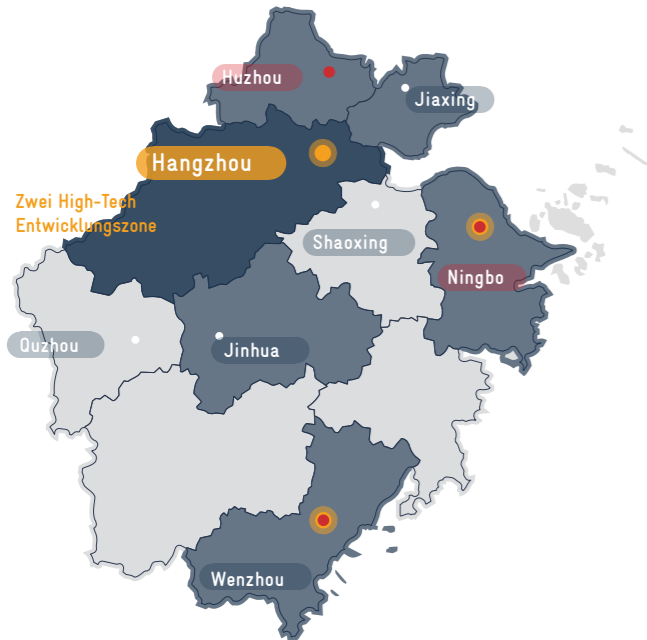 Huzhou
Jiaxing
Hangzhou
Zwei High-Tech
Entwicklungszone
Shaoxing
Ningbo
Quzhou
Jinhua
Wenzhou